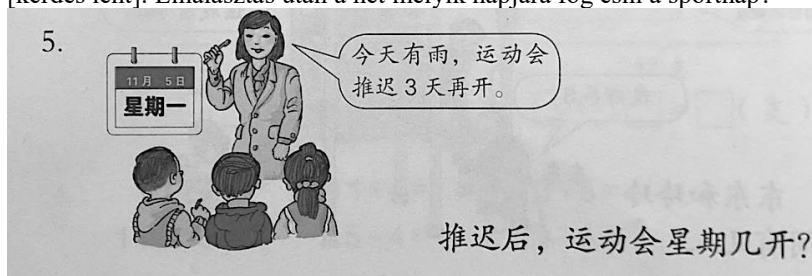 [kérdés fent]: Elhalasztás után a hét melyik napjára fog esni a sportnap?
5.
11月 5日
星期一
今天有雨，运动会
推迟 3 天再开。
推迟后，运动会星期几开?